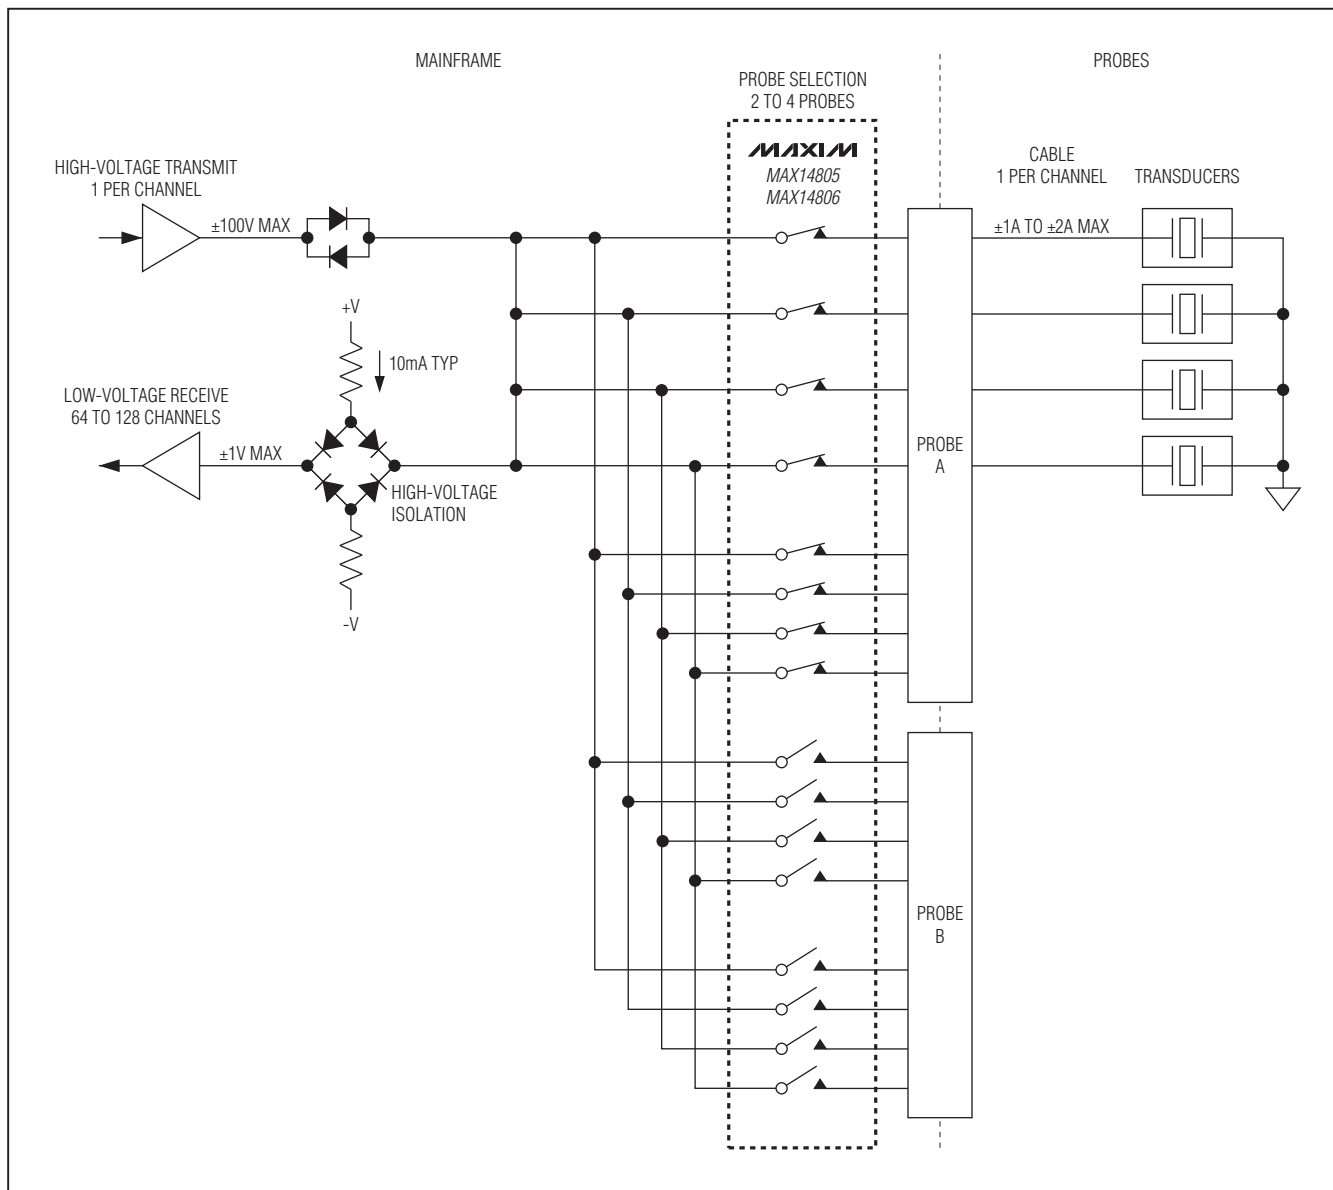 MAINFRAME
PROBES
PROBE SELECTION
2 TO 4 PROBES
MAXIM
MAX14805
MAX14806
HIGH-VOLTAGE TRANSMIT
1 PER CHANNEL
±100V MAX
CABLE
1 PER CHANNEL
TRANSDUCERS
±1A TO ±2A MAX
+V
10mA TYP
LOW-VOLTAGE RECEIVE
64 TO 128 CHANNELS
±1V MAX
HIGH-VOLTAGE
ISOLATION
-V
PROBE
A
PROBE
B